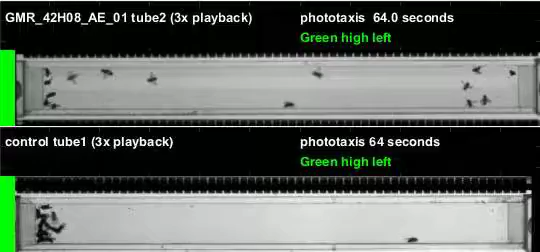 GMR_42H08_AE_01 tube2 (3x playback) phototaxis 64.0 seconds
Green high left
control tube1 (3x playback) phototaxis 64 seconds
Green high left